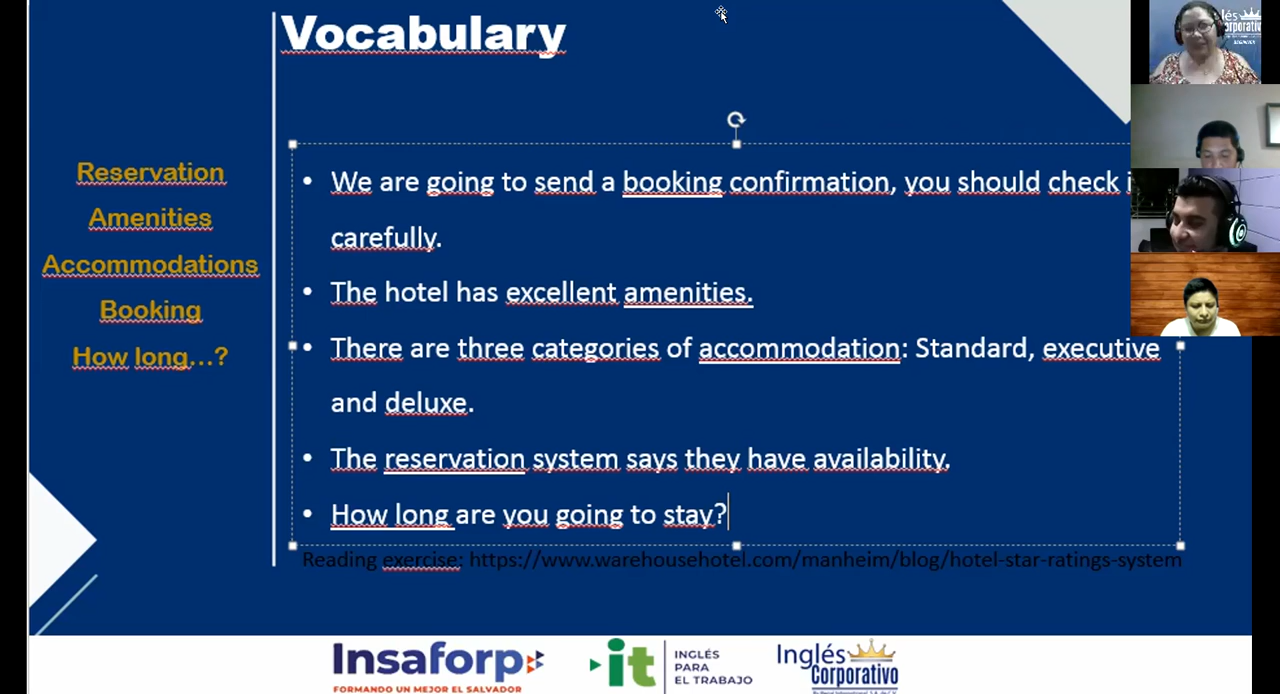 Vocabulary
Reservation
Amenities
Accommodations
Booking
How long...?
• We are going to send a booking confirmation, you should check
carefully.
• The hotel has excellent amenities.
• There are three categories of accommodation: Standard, executive
and deluxe.
• The reservation system says they have availability.
• How long are you going to stay?
Reading exercise: https://www.warehousehotel.com/manheim/blog/hotel-star-ratings-system
Insaforp
FORMANDO UN MEJOR EL SALVADOR
it
INGLÉS
PARA
EL TRABAJO
Inglés
Corporativo